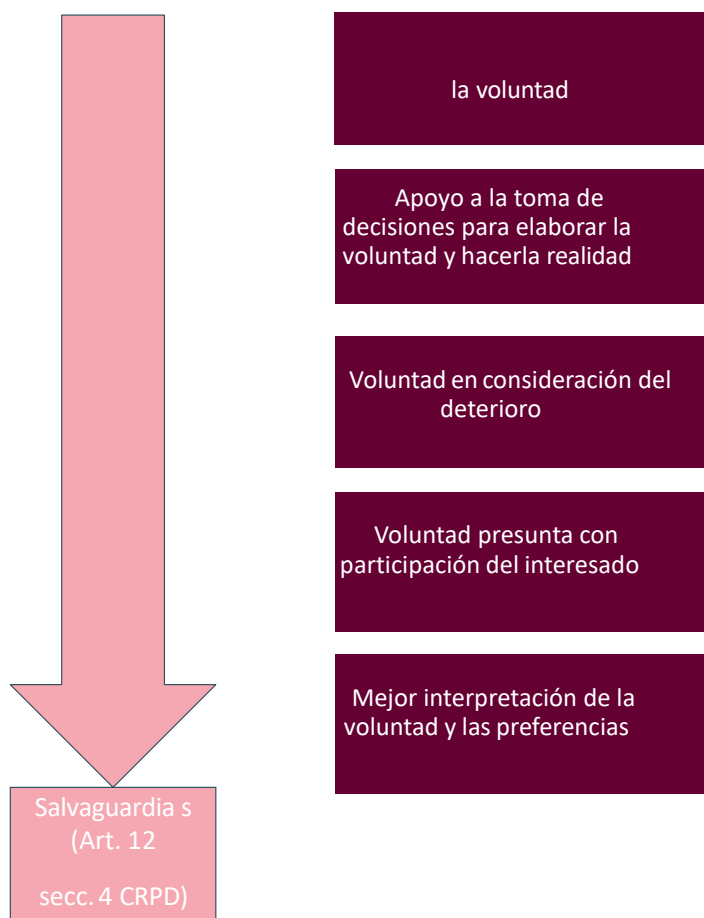 la voluntad
Apoyo a la toma de
decisiones para elaborar la
voluntad y hacerla realidad
Voluntad en consideración del
deterioro
Voluntad presunta con
participación del interesado
Mejor interpretación de la
voluntad y las preferencias
Salvaguardia s
(Art. 12
secc. 4 CRPD)